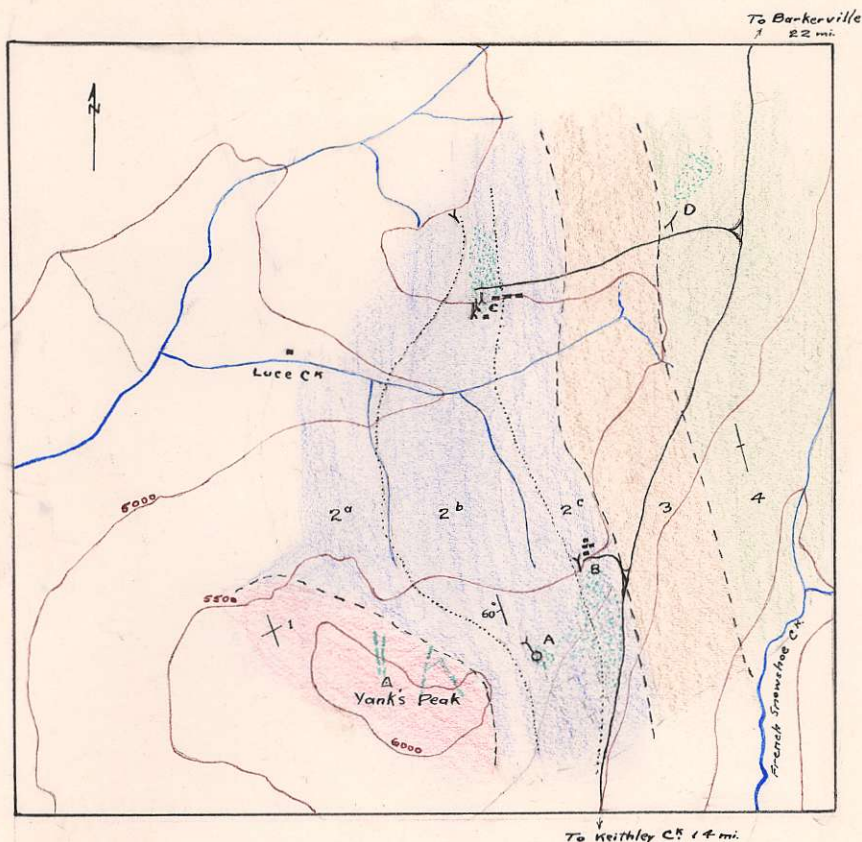 To Barkerville
22 mi.
N
D
C
Luce Ck
5000
2a
2b
2c
3
4
B
5500
60°
1
A
Yank's Peak
6000
French Snowshoe Ck.
To Keithley Ck. 14 mi.